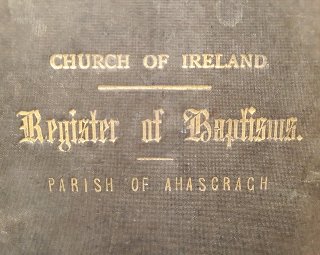 CHURCH OF IRELAND
Register of Baptisms.
PARISH OF AHASCRAGH